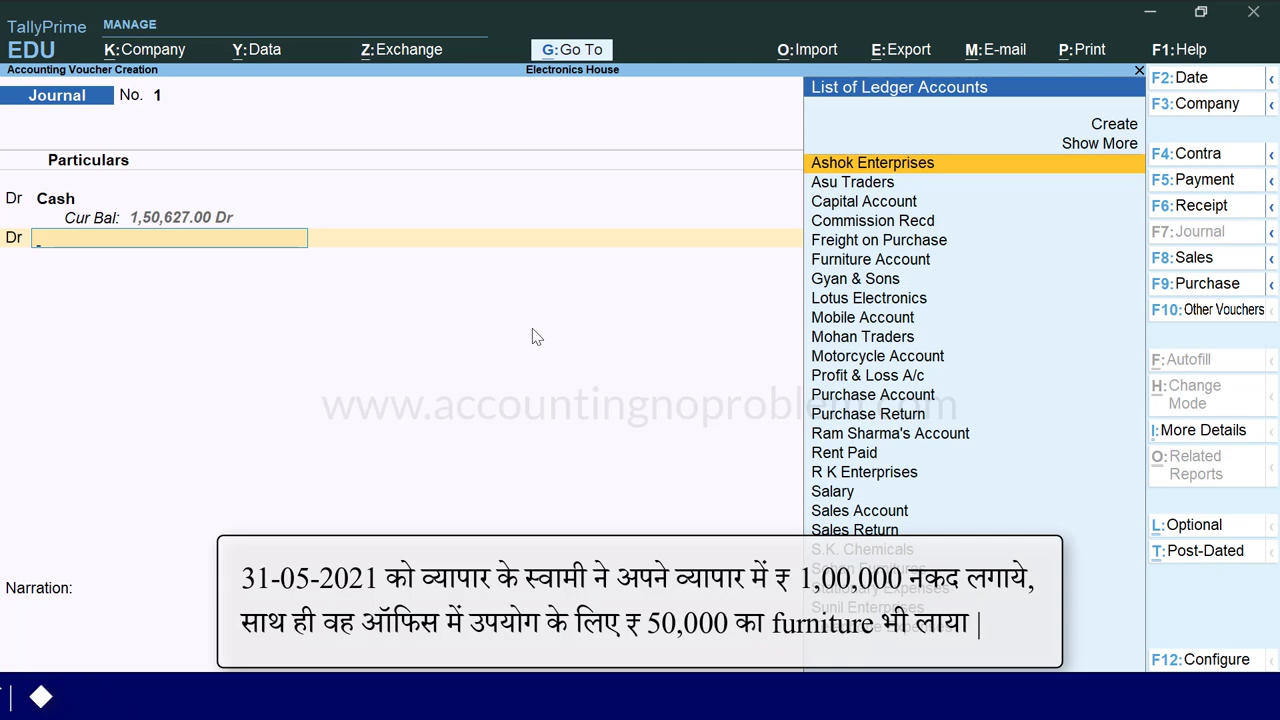 TallyPrime
EDU
MANAGE
K:Company Y:Data Z:Exchange G:Go To O:Import E:Export M:E-mail P:Print F1:Help
Accounting Voucher Creation Electronics House
Journal No. 1
Particulars
Dr Cash
Cur Bal: 1,50,627.00 Dr
Dr
Narration:
www.accountingnoproblem.com
List of Ledger Accounts
Create
Show More
Ashok Enterprises
Asu Traders
Capital Account
Commission Recd
Freight on Purchase
Furniture Account
Gyan & Sons
Lotus Electronics
Mobile Account
Mohan Traders
Motorcycle Account
Profit & Loss A/c
Purchase Account
Purchase Return
Ram Sharma's Account
Rent Paid
R K Enterprises
Salary
Sales Account
Sales Return
S.K. Chemicals
Sunil Enterprises
31-05-2021 को व्यापार के स्वामी ने अपने व्यापार में ₹ 1,00,000 नकद लगाये,
साथ ही वह ऑफिस में उपयोग के लिए ₹ 50,000 का furniture भी लाया |
F2:Date
F3:Company
F4:Contra
F5:Payment
F6:Receipt
F7:Journal
F8:Sales
F9:Purchase
F10:Other Vouchers
F:Autofill
H:Change
Mode
I:More Details
O:Related
Reports
L:Optional
T:Post-Dated
F12:Configure